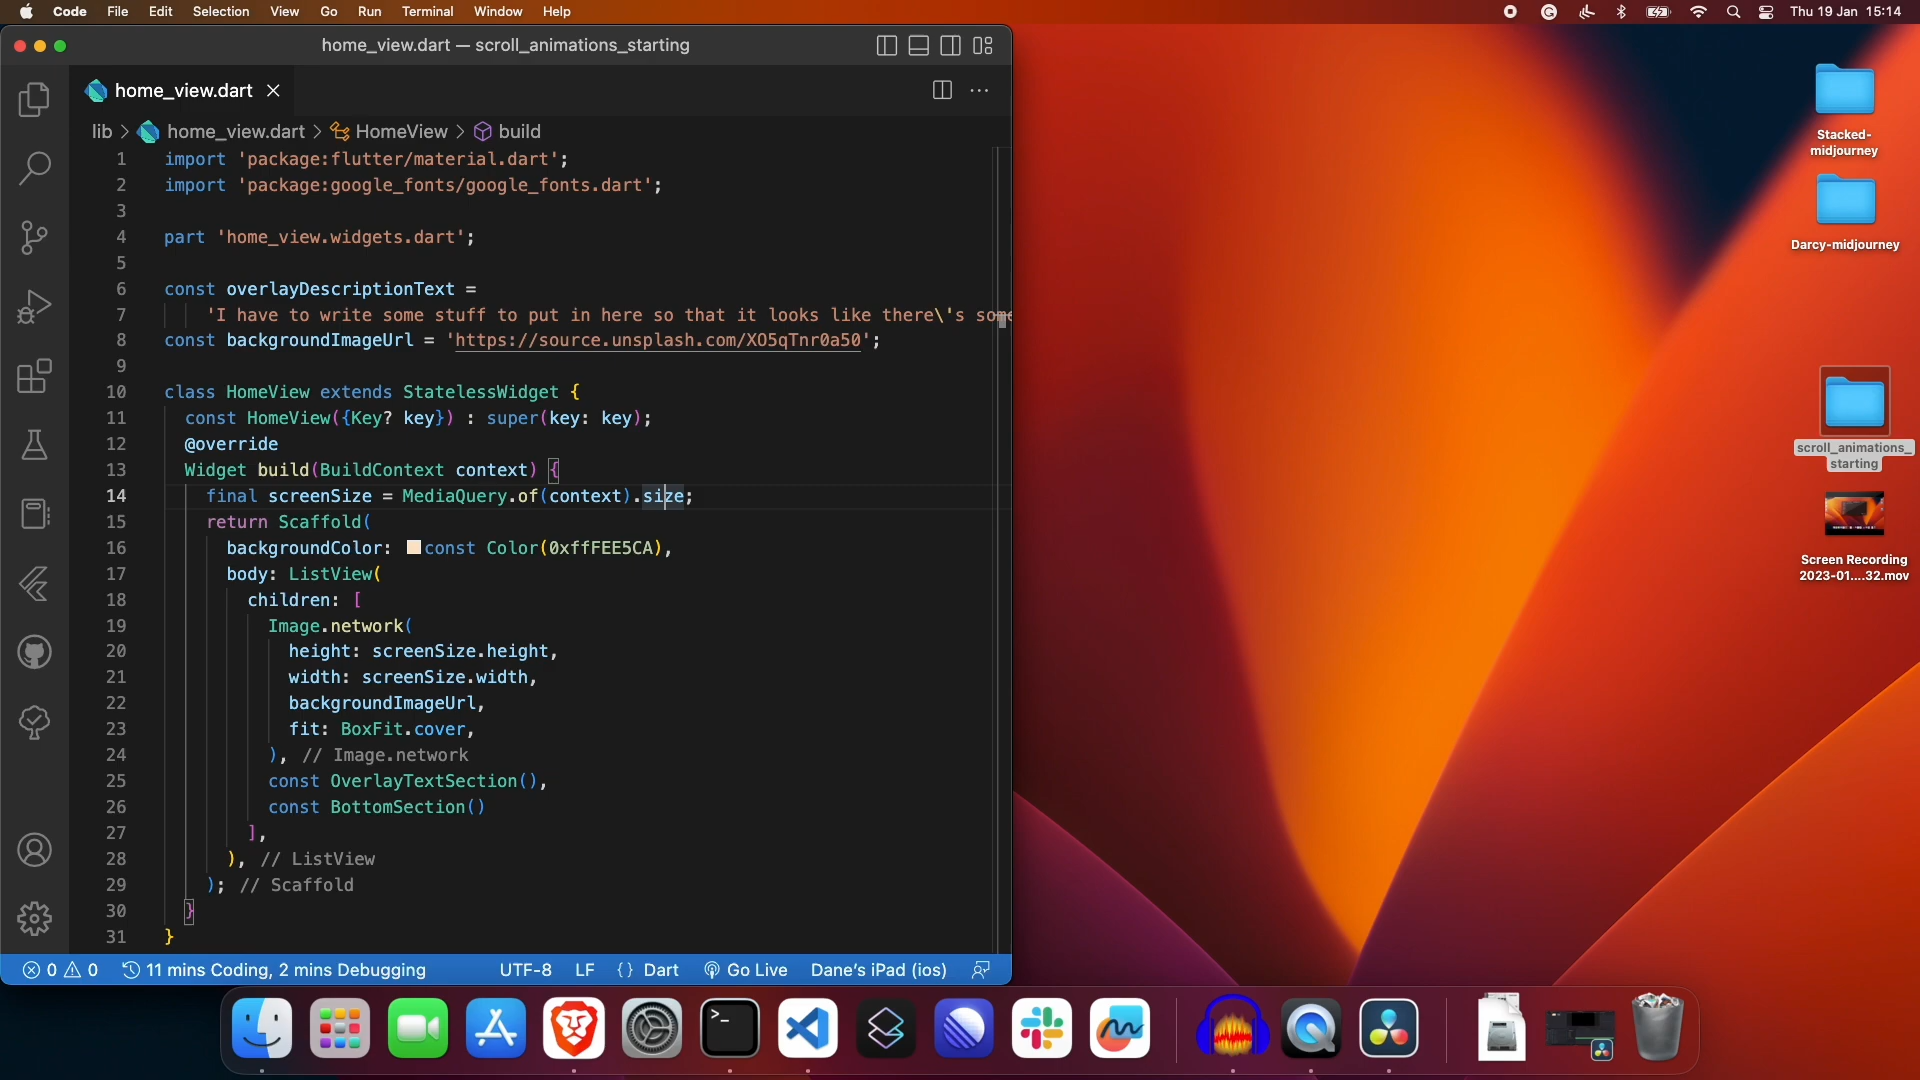 Code File Edit Selection View Go Run Terminal Window Help Thu 19 Jan 15:14
home_view.dart — scroll_animations_starting
home_view.dart
lib > home_view.dart > HomeView > build
1 import 'package:flutter/material.dart';
2 import 'package:google_fonts/google_fonts.dart';
3
4 part 'home_view.widgets.dart';
5
6 const overlayDescriptionText =
7 'I have to write some stuff to put in here so that it looks like there\'s some
8 const backgroundImageUrl = 'https://source.unsplash.com/XO5qTnr0a50';
9
10 class HomeView extends StatelessWidget {
11 const HomeView({Key? key}) : super(key: key);
12 @override
13 Widget build(BuildContext context) {
14 final screenSize = MediaQuery.of(context).size;
15 return Scaffold(
16 backgroundColor: const Color(0xffFEE5CA),
17 body: ListView(
18 children: [
19 Image.network(
20 height: screenSize.height,
21 width: screenSize.width,
22 backgroundImageUrl,
23 fit: BoxFit.cover,
24 ), // Image.network
25 const OverlayTextSection(),
26 const BottomSection()
27 ],
28 ), // ListView
29 ); // Scaffold
30 }
31 }
0 0 11 mins Coding, 2 mins Debugging UTF-8 LF {} Dart Go Live Dane's iPad (ios)
Stacked-
midjourney
Darcy-midjourney
scroll_animations_
starting
Screen Recording
2023-01....32.mov